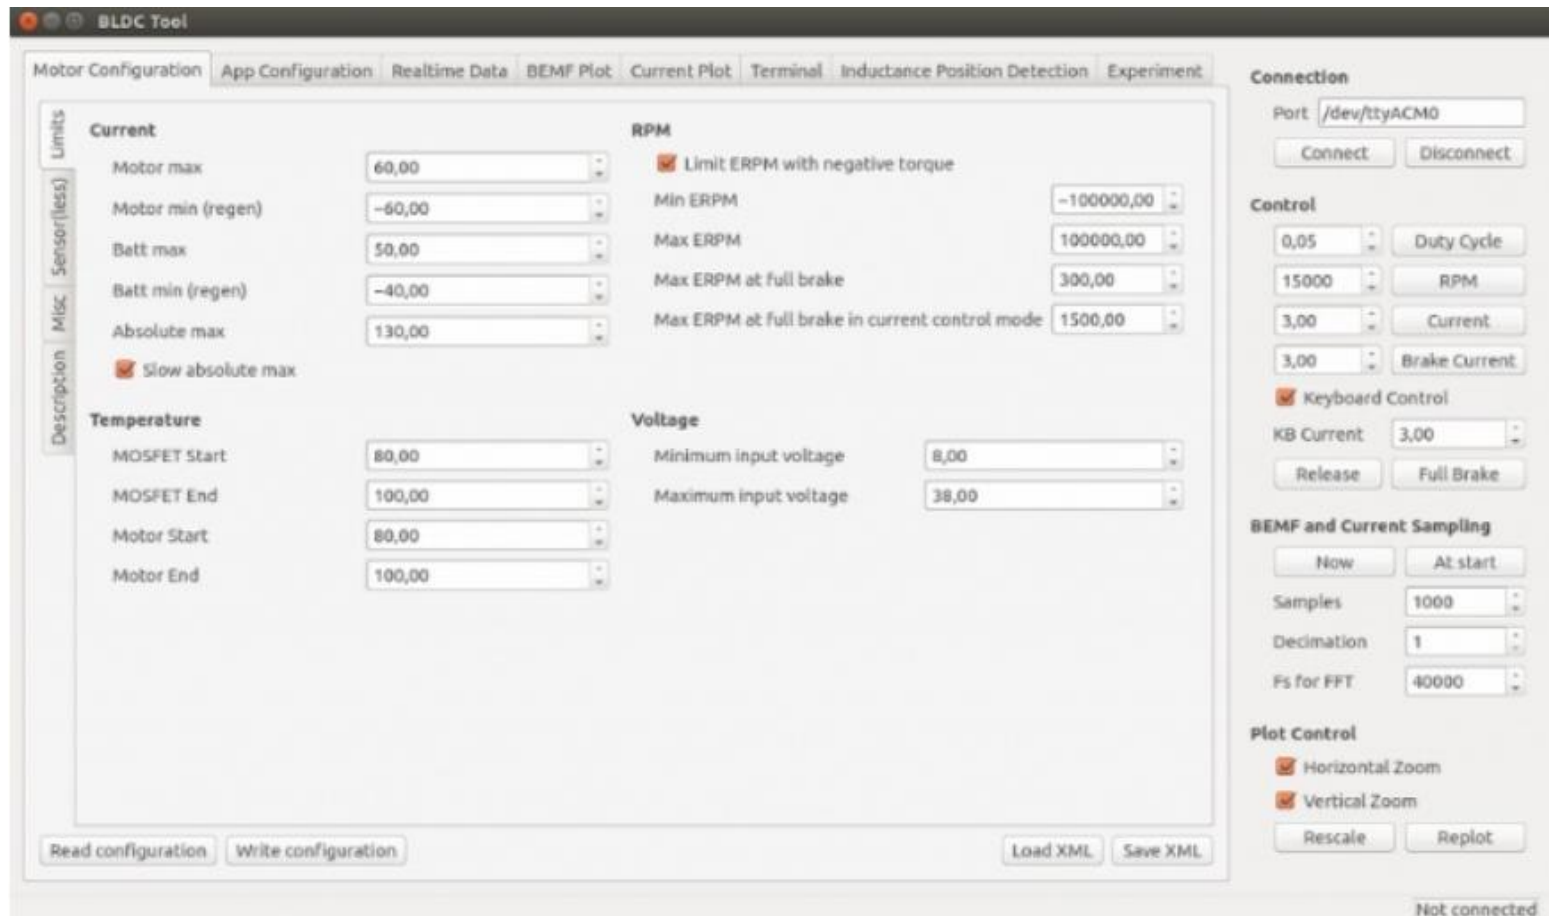 BLDC Tool
Motor Configuration App Configuration Realtime Data BEMF Plot Current Plot Terminal Inductance Position Detection Experiment
Limits
Sensor(less)
Misc
Description
Current
Motor max 60,00
Motor min (regen) -60,00
Batt max 50,00
Batt min (regen) -40,00
Absolute max 130,00
Slow absolute max
RPM
Limit ERPM with negative torque
Min ERPM -100000,00
Max ERPM 100000,00
Max ERPM at full brake 300,00
Max ERPM at full brake in current control mode 1500,00
Temperature
MOSFET Start 80,00
MOSFET End 100,00
Motor Start 80,00
Motor End 100,00
Voltage
Minimum input voltage 8,00
Maximum input voltage 38,00
Read configuration Write configuration Load XML Save XML
Connection
Port /dev/ttyACM0
Connect Disconnect
Control
0,05 Duty Cycle
15000 RPM
3,00 Current
3,00 Brake Current
Keyboard Control
KB Current 3,00
Release Full Brake
BEMF and Current Sampling
Now At start
Samples 1000
Decimation 1
Fs for FFT 40000
Plot Control
Horizontal Zoom
Vertical Zoom
Rescale Replot
Not connected